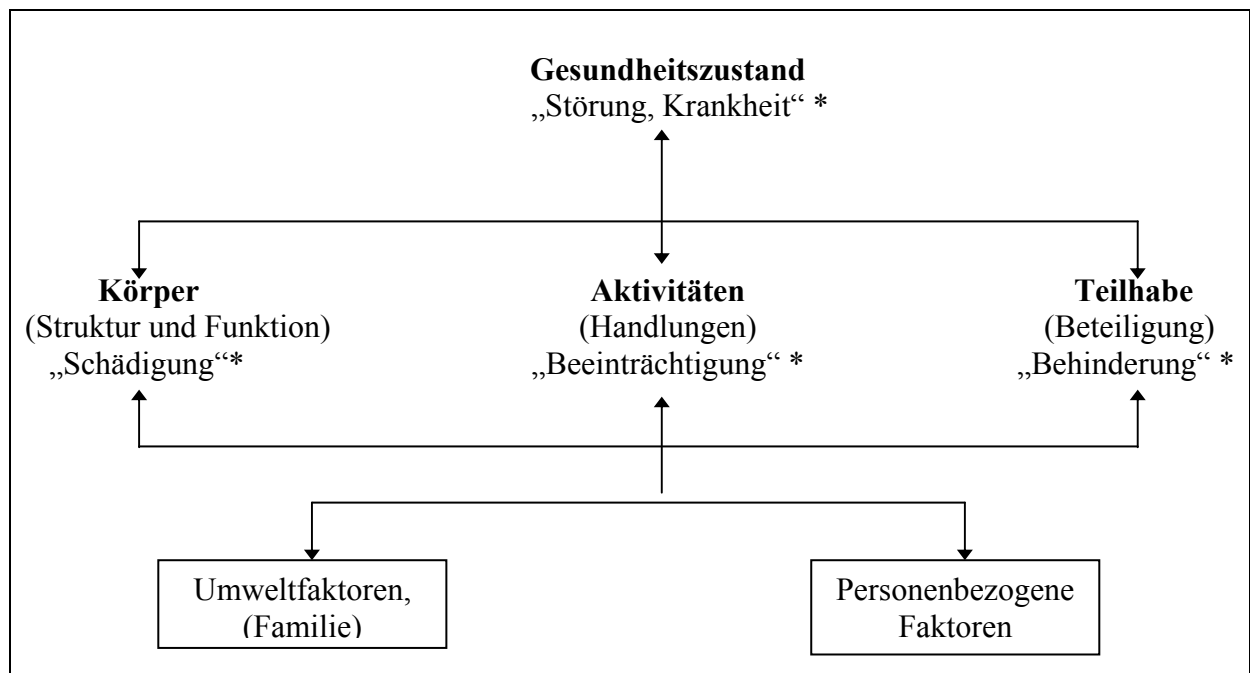 Gesundheitszustand
„Störung, Krankheit“ *
Körper
(Struktur und Funktion)
„Schädigung“*
Aktivitäten
(Handlungen)
„Beeinträchtigung“ *
Teilhabe
(Beteiligung)
„Behinderung“ *
Umweltfaktoren,
(Familie)
Personenbezogene
Faktoren